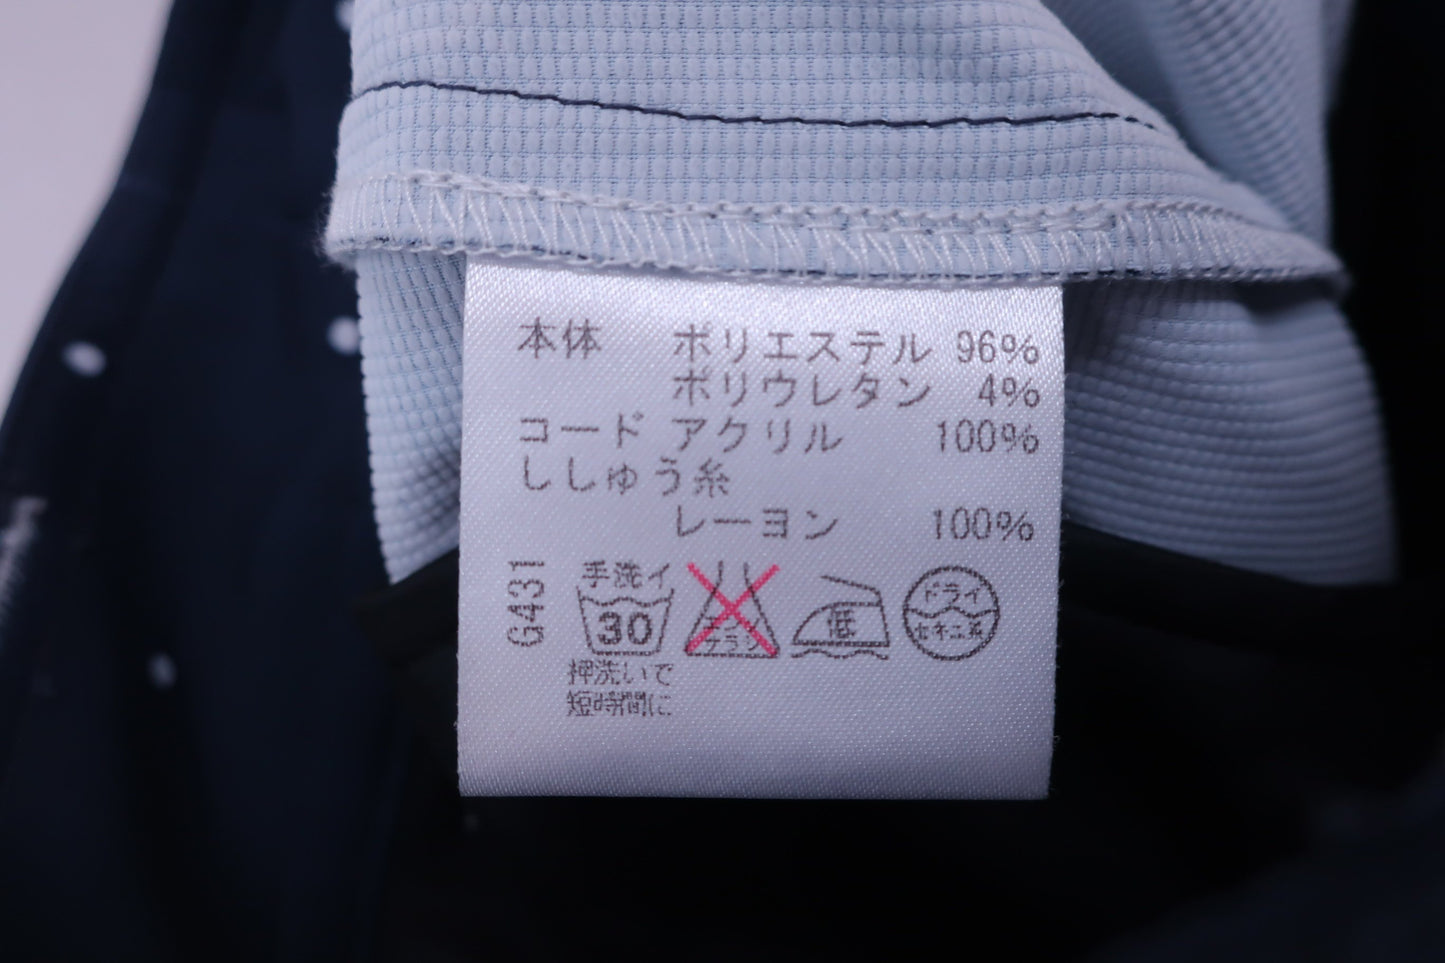 本体 ポリエステル 96%
ポリウレタン 4%
コード アクリル 100%
ししゅう糸
レーヨン 100%
G431
手洗イ
30
エンソ
サラシ
低
ドライ
セキユ系
押洗いで
短時間に